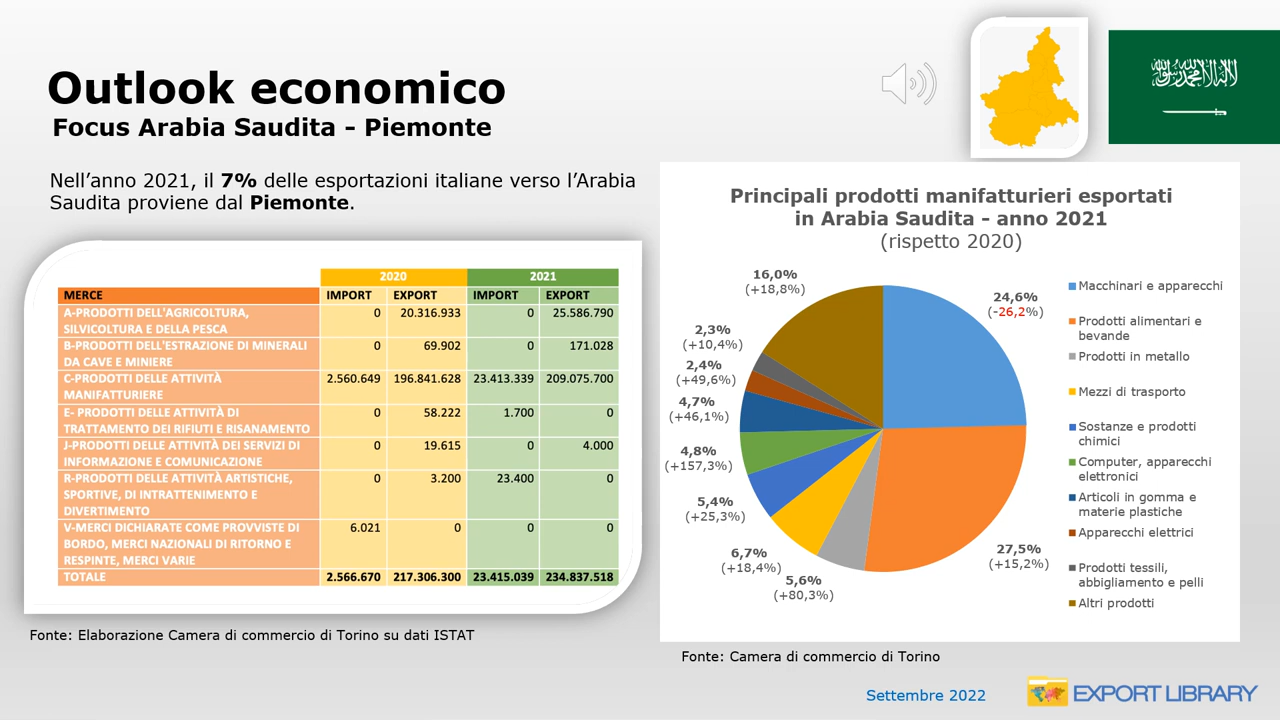 Outlook economico
Focus Arabia Saudita - Piemonte
لا إله إلا الله محمد رسول الله
Nell’anno 2021, il 7% delle esportazioni italiane verso l’Arabia
Saudita proviene dal Piemonte.
2020 2021
MERCE IMPORT EXPORT IMPORT EXPORT
A-PRODOTTI DELL'AGRICOLTURA,
SILVICOLTURA E DELLA PESCA 0 20.316.933 0 25.586.790
B-PRODOTTI DELL'ESTRAZIONE DI MINERALI
DA CAVE E MINIERE 0 69.902 0 171.028
C-PRODOTTI DELLE ATTIVITÀ
MANIFATTURIERE 2.560.649 196.841.628 23.413.339 209.075.700
E- PRODOTTI DELLE ATTIVITÀ DI
TRATTAMENTO DEI RIFIUTI E RISANAMENTO 0 58.222 1.700 0
J-PRODOTTI DELLE ATTIVITÀ DEI SERVIZI DI
INFORMAZIONE E COMUNICAZIONE 0 19.615 0 4.000
R-PRODOTTI DELLE ATTIVITÀ ARTISTICHE,
SPORTIVE, DI INTRATTENIMENTO E
DIVERTIMENTO 0 3.200 23.400 0
V-MERCI DICHIARATE COME PROVVISTE DI
BORDO, MERCI NAZIONALI DI RITORNO E
RESPINTE, MERCI VARIE 6.021 0 0 0
TOTALE 2.566.670 217.306.300 23.415.039 234.837.518
Fonte: Elaborazione Camera di commercio di Torino su dati ISTAT
Principali prodotti manifatturieri esportati
in Arabia Saudita - anno 2021
(rispetto 2020)
24,6%
(-26,2%)
27,5%
(+15,2%)
5,6%
(+80,3%)
6,7%
(+18,4%)
5,4%
(+25,3%)
4,8%
(+157,3%)
4,7%
(+46,1%)
2,4%
(+49,6%)
2,3%
(+10,4%)
16,0%
(+18,8%)
Macchinari e apparecchi
Prodotti alimentari e
bevande
Prodotti in metallo
Mezzi di trasporto
Sostanze e prodotti
chimici
Computer, apparecchi
elettronici
Articoli in gomma e
materie plastiche
Apparecchi elettrici
Prodotti tessili,
abbigliamento e pelli
Altri prodotti
Fonte: Camera di commercio di Torino
Settembre 2022
EXPORT LIBRARY